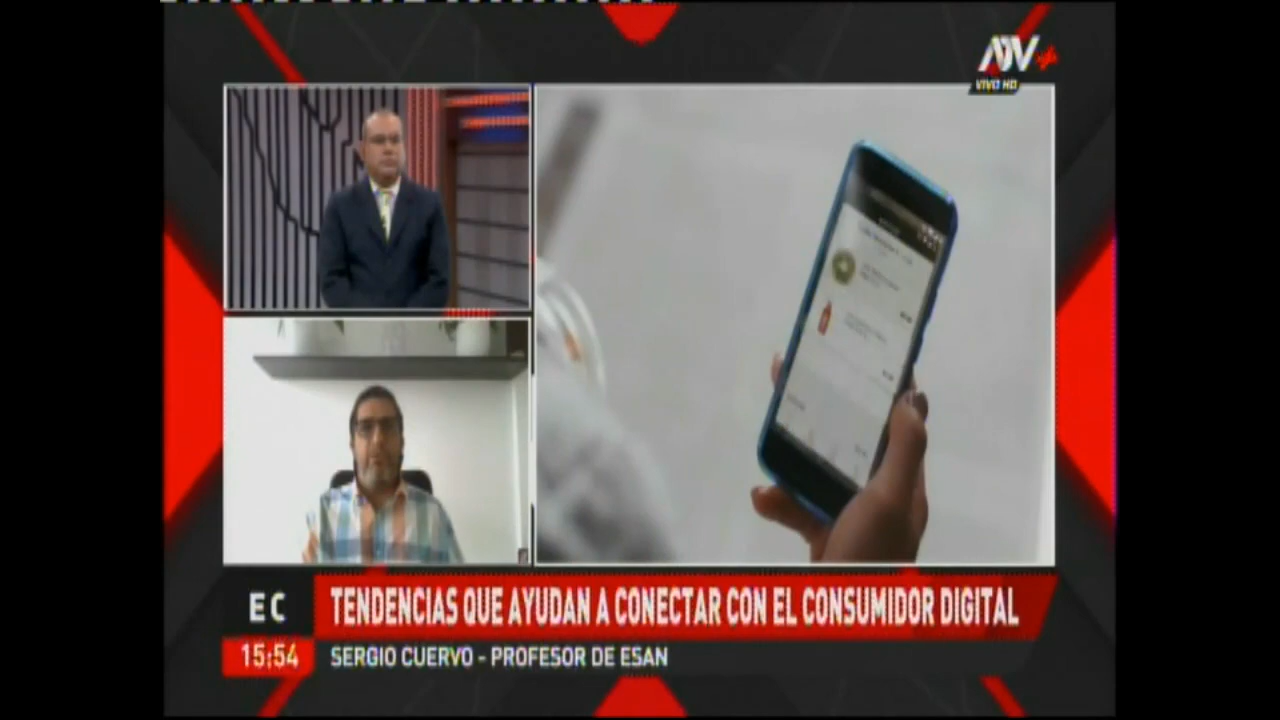 ATV+
VIVO HD
EC
TENDENCIAS QUE AYUDAN A CONECTAR CON EL CONSUMIDOR DIGITAL
15:54
SERGIO CUERVO - PROFESOR DE ESAN